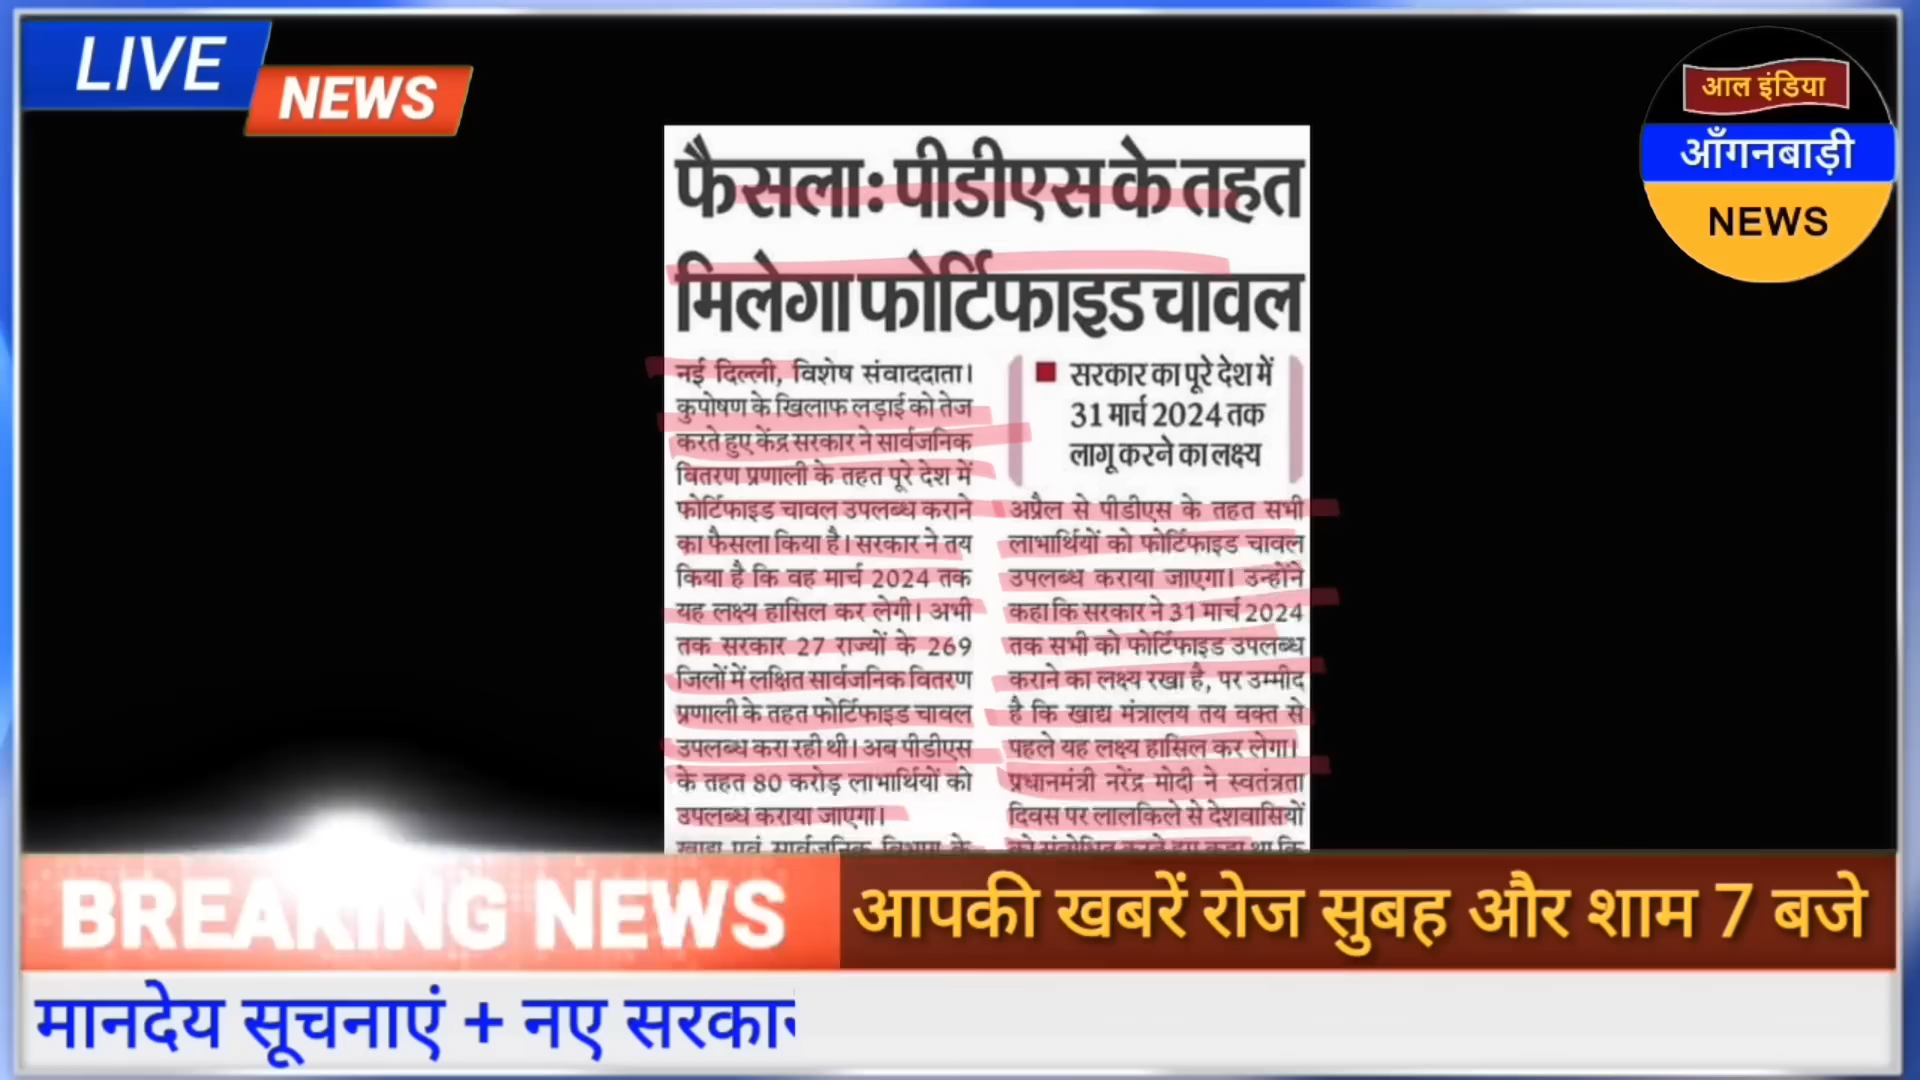 LIVE
NEWS
आल इंडिया
आँगनबाड़ी
NEWS
फैसला: पीडीएस के तहत
मिलेगा फोर्टिफाइड चावल
नई दिल्ली, विशेष संवाददाता।
कुपोषण के खिलाफ लड़ाई को तेज
करते हुए केंद्र सरकार ने सार्वजनिक
वितरण प्रणाली के तहत पूरे देश में
फोर्टिफाइड चावल उपलब्ध कराने
का फैसला किया है। सरकार ने तय
किया है कि वह मार्च 2024 तक
यह लक्ष्य हासिल कर लेगी। अभी
तक सरकार 27 राज्यों के 269
जिलों में लक्षित सार्वजनिक वितरण
प्रणाली के तहत फोर्टिफाइड चावल
उपलब्ध करा रही थी। अब पीडीएस
के तहत 80 करोड़ लाभार्थियों को
उपलब्ध कराया जाएगा।
खाद्य एवं सार्वजनिक विभाग के
सरकार का पूरे देश में
31 मार्च 2024 तक
लागू करने का लक्ष्य
अप्रैल से पीडीएस के तहत सभी
लाभार्थियों को फोर्टिफाइड चावल
उपलब्ध कराया जाएगा। उन्होंने
कहा कि सरकार ने 31 मार्च 2024
तक सभी को फोर्टिफाइड उपलब्ध
कराने का लक्ष्य रखा है, पर उम्मीद
है कि खाद्य मंत्रालय तय वक्त से
पहले यह लक्ष्य हासिल कर लेगा।
प्रधानमंत्री नरेंद्र मोदी ने स्वतंत्रता
दिवस पर लालकिले से देशवासियों
को संबोधित करते हुए कहा था कि
BREAKING NEWS
आपकी खबरें रोज सुबह और शाम 7 बजे
मानदेय सूचनाएं + नए